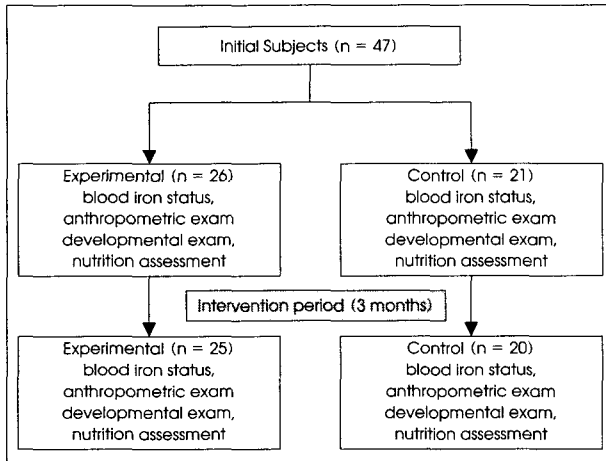 Initial Subjects (n = 47)
Experimental (n = 26)
blood iron status,
anthropometric exam
developmental exam,
nutrition assessment
Control (n = 21)
blood iron status,
anthropometric exam
developmental exam,
nutrition assessment
Intervention period (3 months)
Experimental (n = 25)
blood iron status,
anthropometric exam
developmental exam,
nutrition assessment
Control (n = 20)
blood iron status,
anthropometric exam
developmental exam,
nutrition assessment